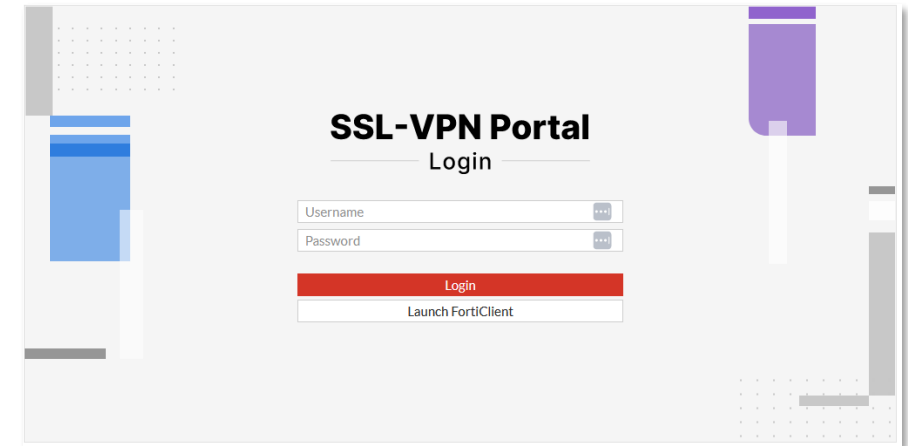 SSL-VPN Portal
Login
Username
Password
Login
Launch FortiClient